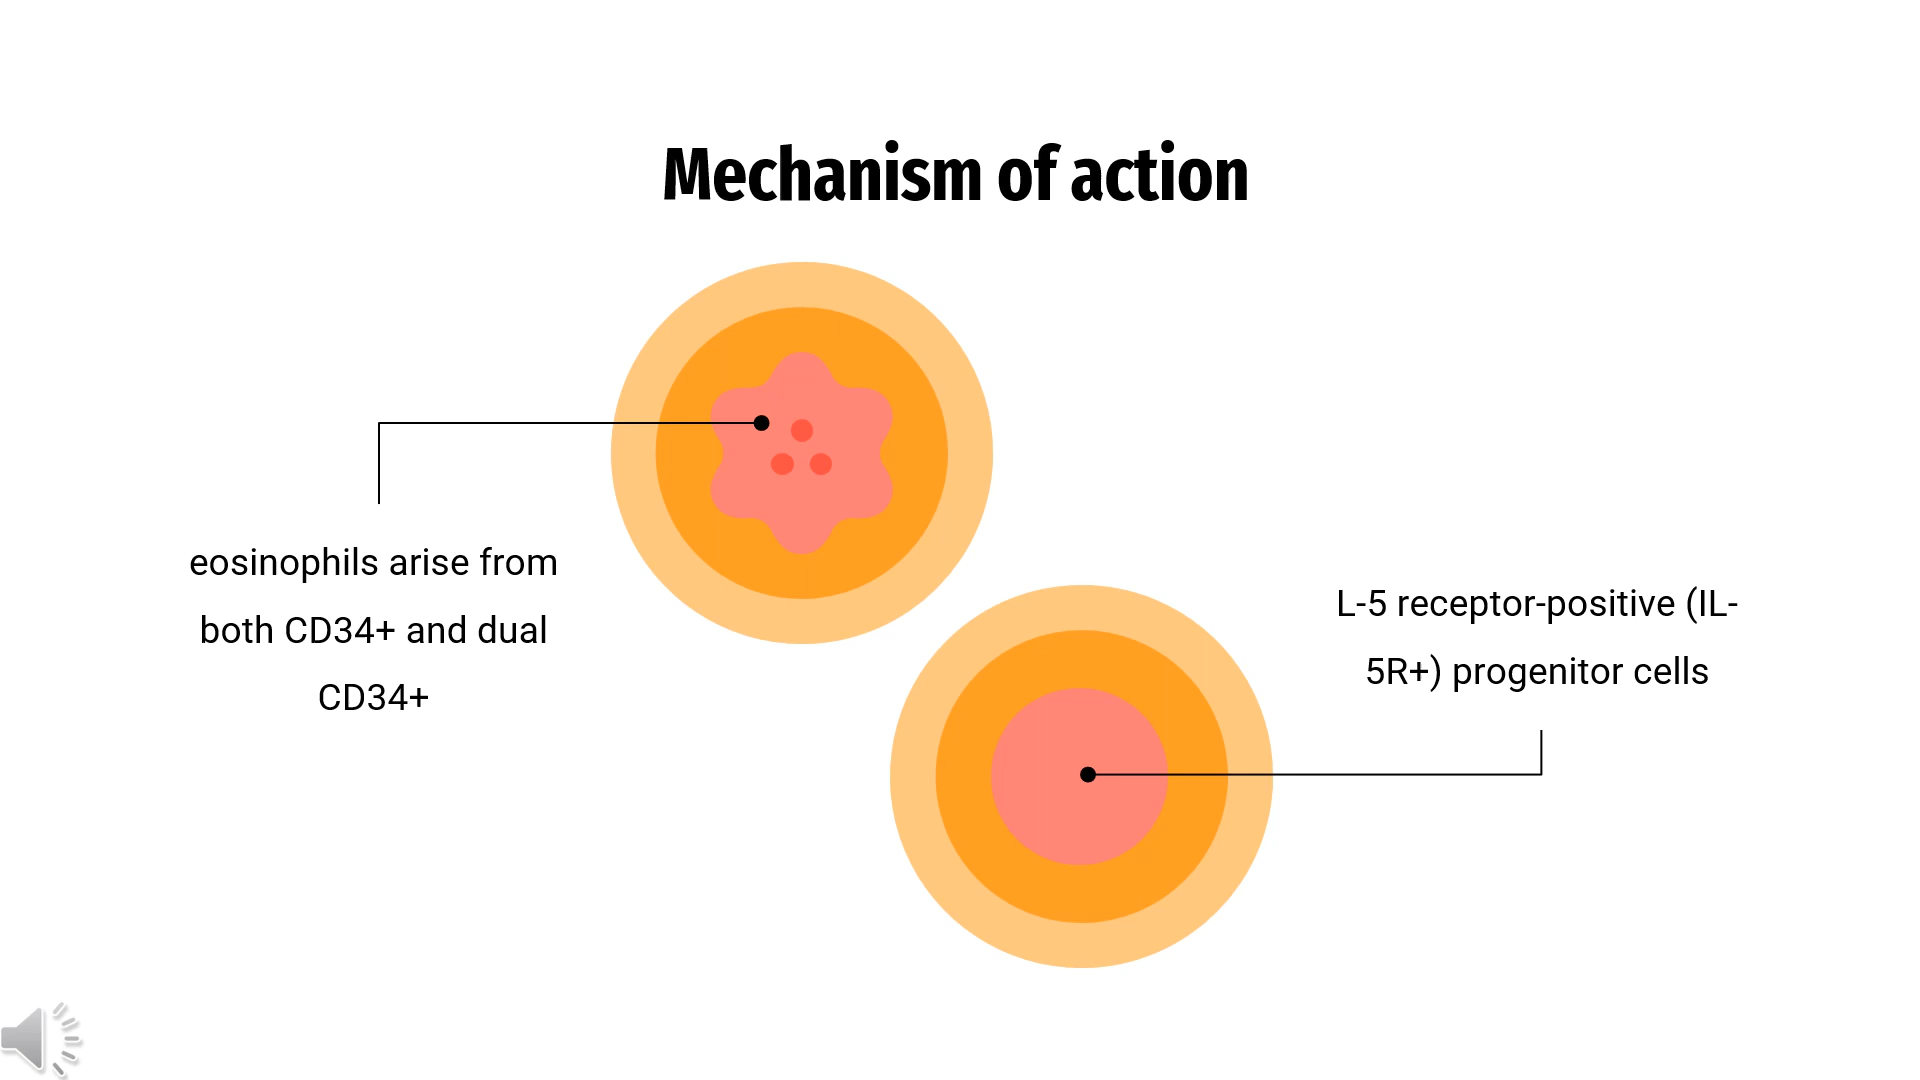 Mechanism of action
eosinophils arise from
both CD34+ and dual
CD34+
L-5 receptor-positive (IL-
5R+) progenitor cells